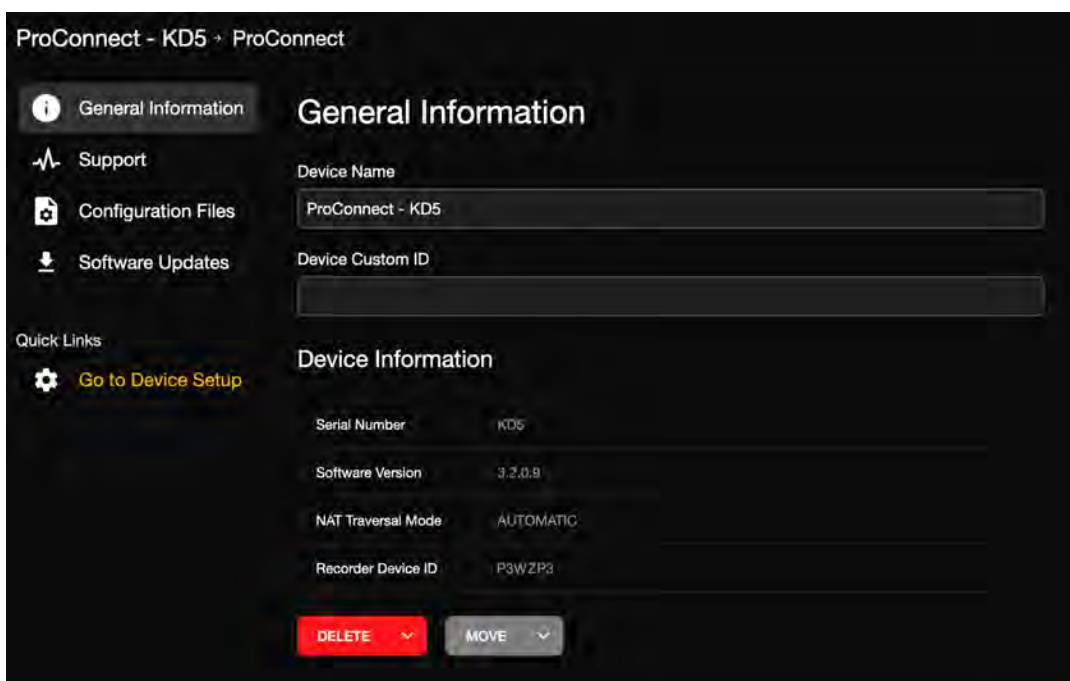 ProConnect - KD5 → ProConnect
General Information
Support
Configuration Files
Software Updates
Quick Links
Go to Device Setup
General Information
Device Name
ProConnect - KD5
Device Custom ID
Device Information
Serial Number KD5
Software Version 3.2.0.9
NAT Traversal Mode AUTOMATIC
Recorder Device ID P3WZP3
DELETE MOVE